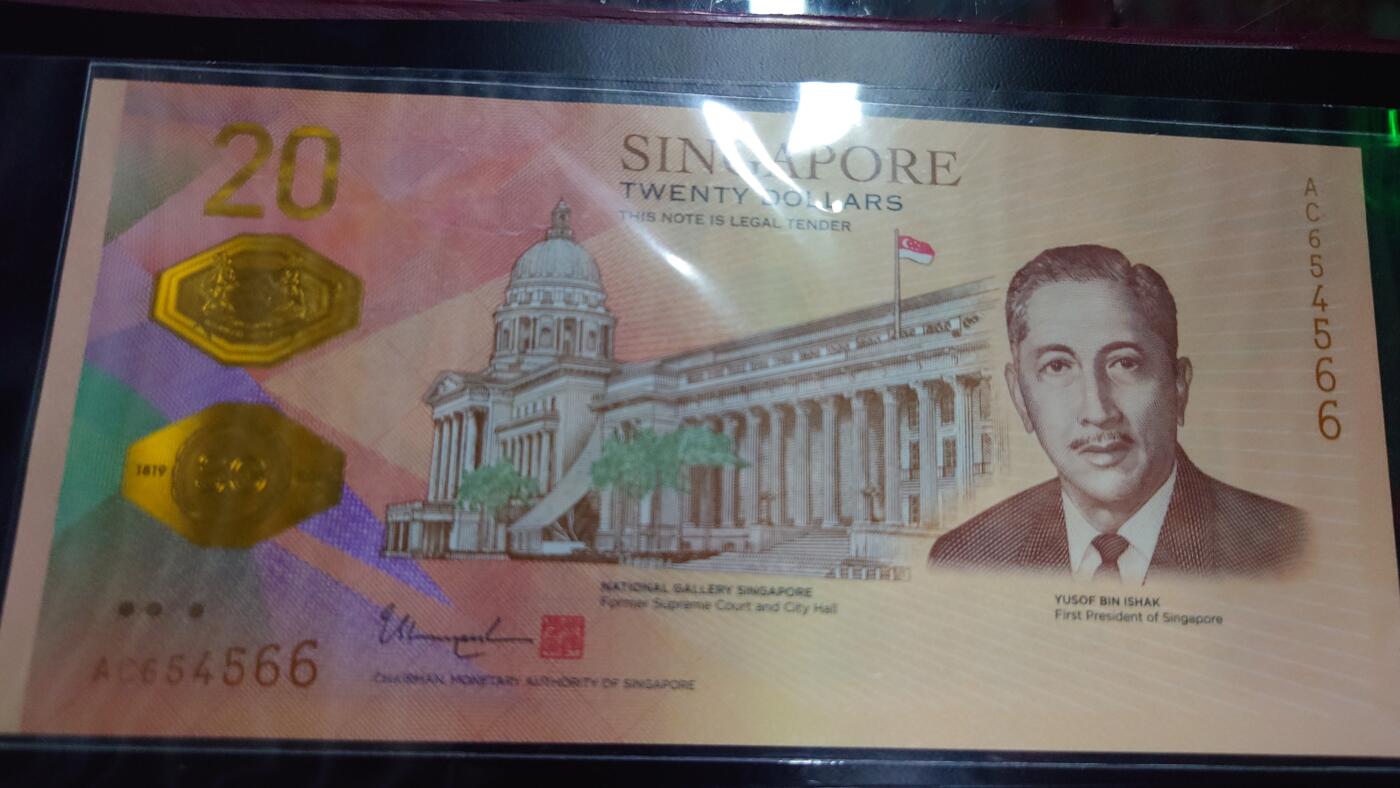 20
SINGAPORE
TWENTY DOLLARS
THIS NOTE IS LEGAL TENDER
AC654566
1819
NATIONAL GALLERY SINGAPORE
Former Supreme Court and City Hall
YUSOF BIN ISHAK
First President of Singapore
AC654566
CHAIRMAN, MONETARY AUTHORITY OF SINGAPORE